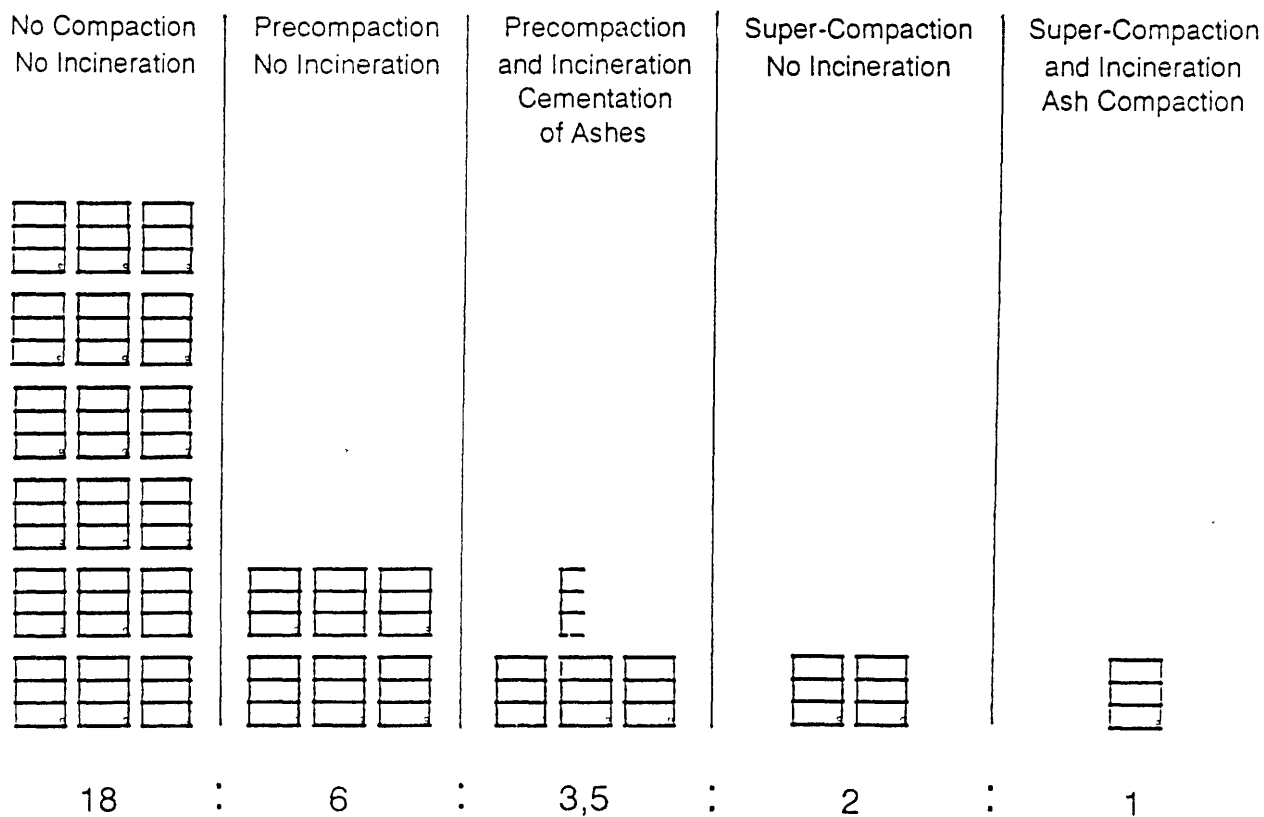 No Compaction
No Incineration
Precompaction
No Incineration
Precompaction
and Incineration
Cementation
of Ashes
Super-Compaction
No Incineration
Super-Compaction
and Incineration
Ash Compaction
18 : 6 : 3,5 : 2 : 1